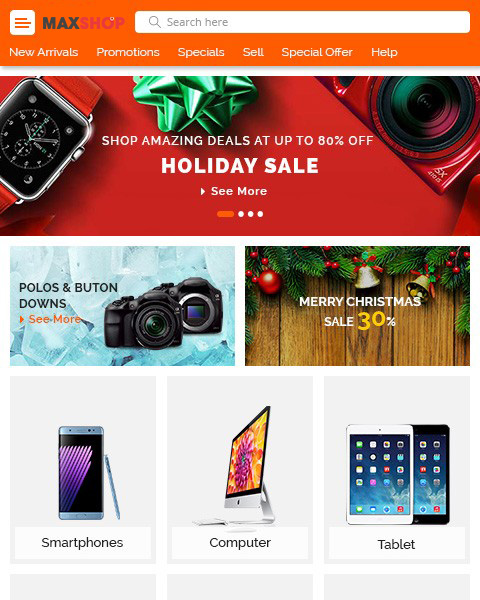 MAXSHOP
Search here
New Arrivals Promotions Specials Sell Special Offer Help
SHOP AMAZING DEALS AT UP TO 80% OFF
HOLIDAY SALE
See More
POLOS & BUTON
DOWNS
See More
MERRY CHRISTMAS
SALE 30%
Smartphones
Computer
Tablet